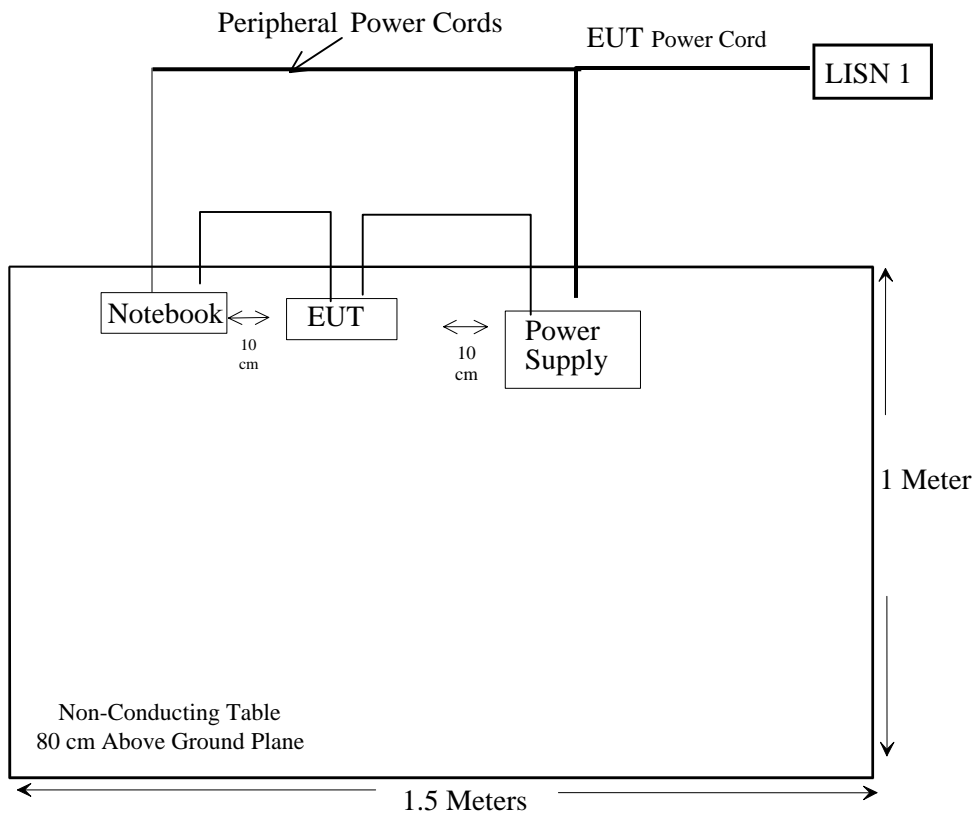 Peripheral Power Cords
EUT Power Cord
LISN 1
Notebook
EUT
Power
Supply
10
cm
10
cm
1 Meter
Non-Conducting Table
80 cm Above Ground Plane
1.5 Meters